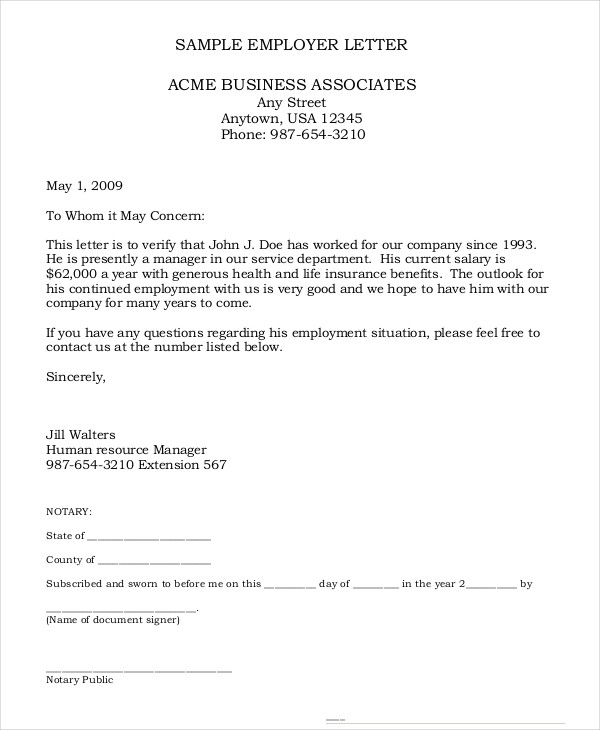 SAMPLE EMPLOYER LETTER
ACME BUSINESS ASSOCIATES
Any Street
Anytown, USA 12345
Phone: 987-654-3210
May 1, 2009
To Whom it May Concern:
This letter is to verify that John J. Doe has worked for our company since 1993.
He is presently a manager in our service department.  His current salary is
$62,000 a year with generous health and life insurance benefits.  The outlook for
his continued employment with us is very good and we hope to have him with our
company for many years to come.
If you have any questions regarding his employment situation, please feel free to
contact us at the number listed below.
Sincerely,
Jill Walters
Human resource Manager
987-654-3210 Extension 567
NOTARY:
State of ______________________
County of ____________________
Subscribed and sworn to before me on this _________ day of ________ in the year 2_________ by
__________________________.
(Name of document signer)
________________________________
Notary Public